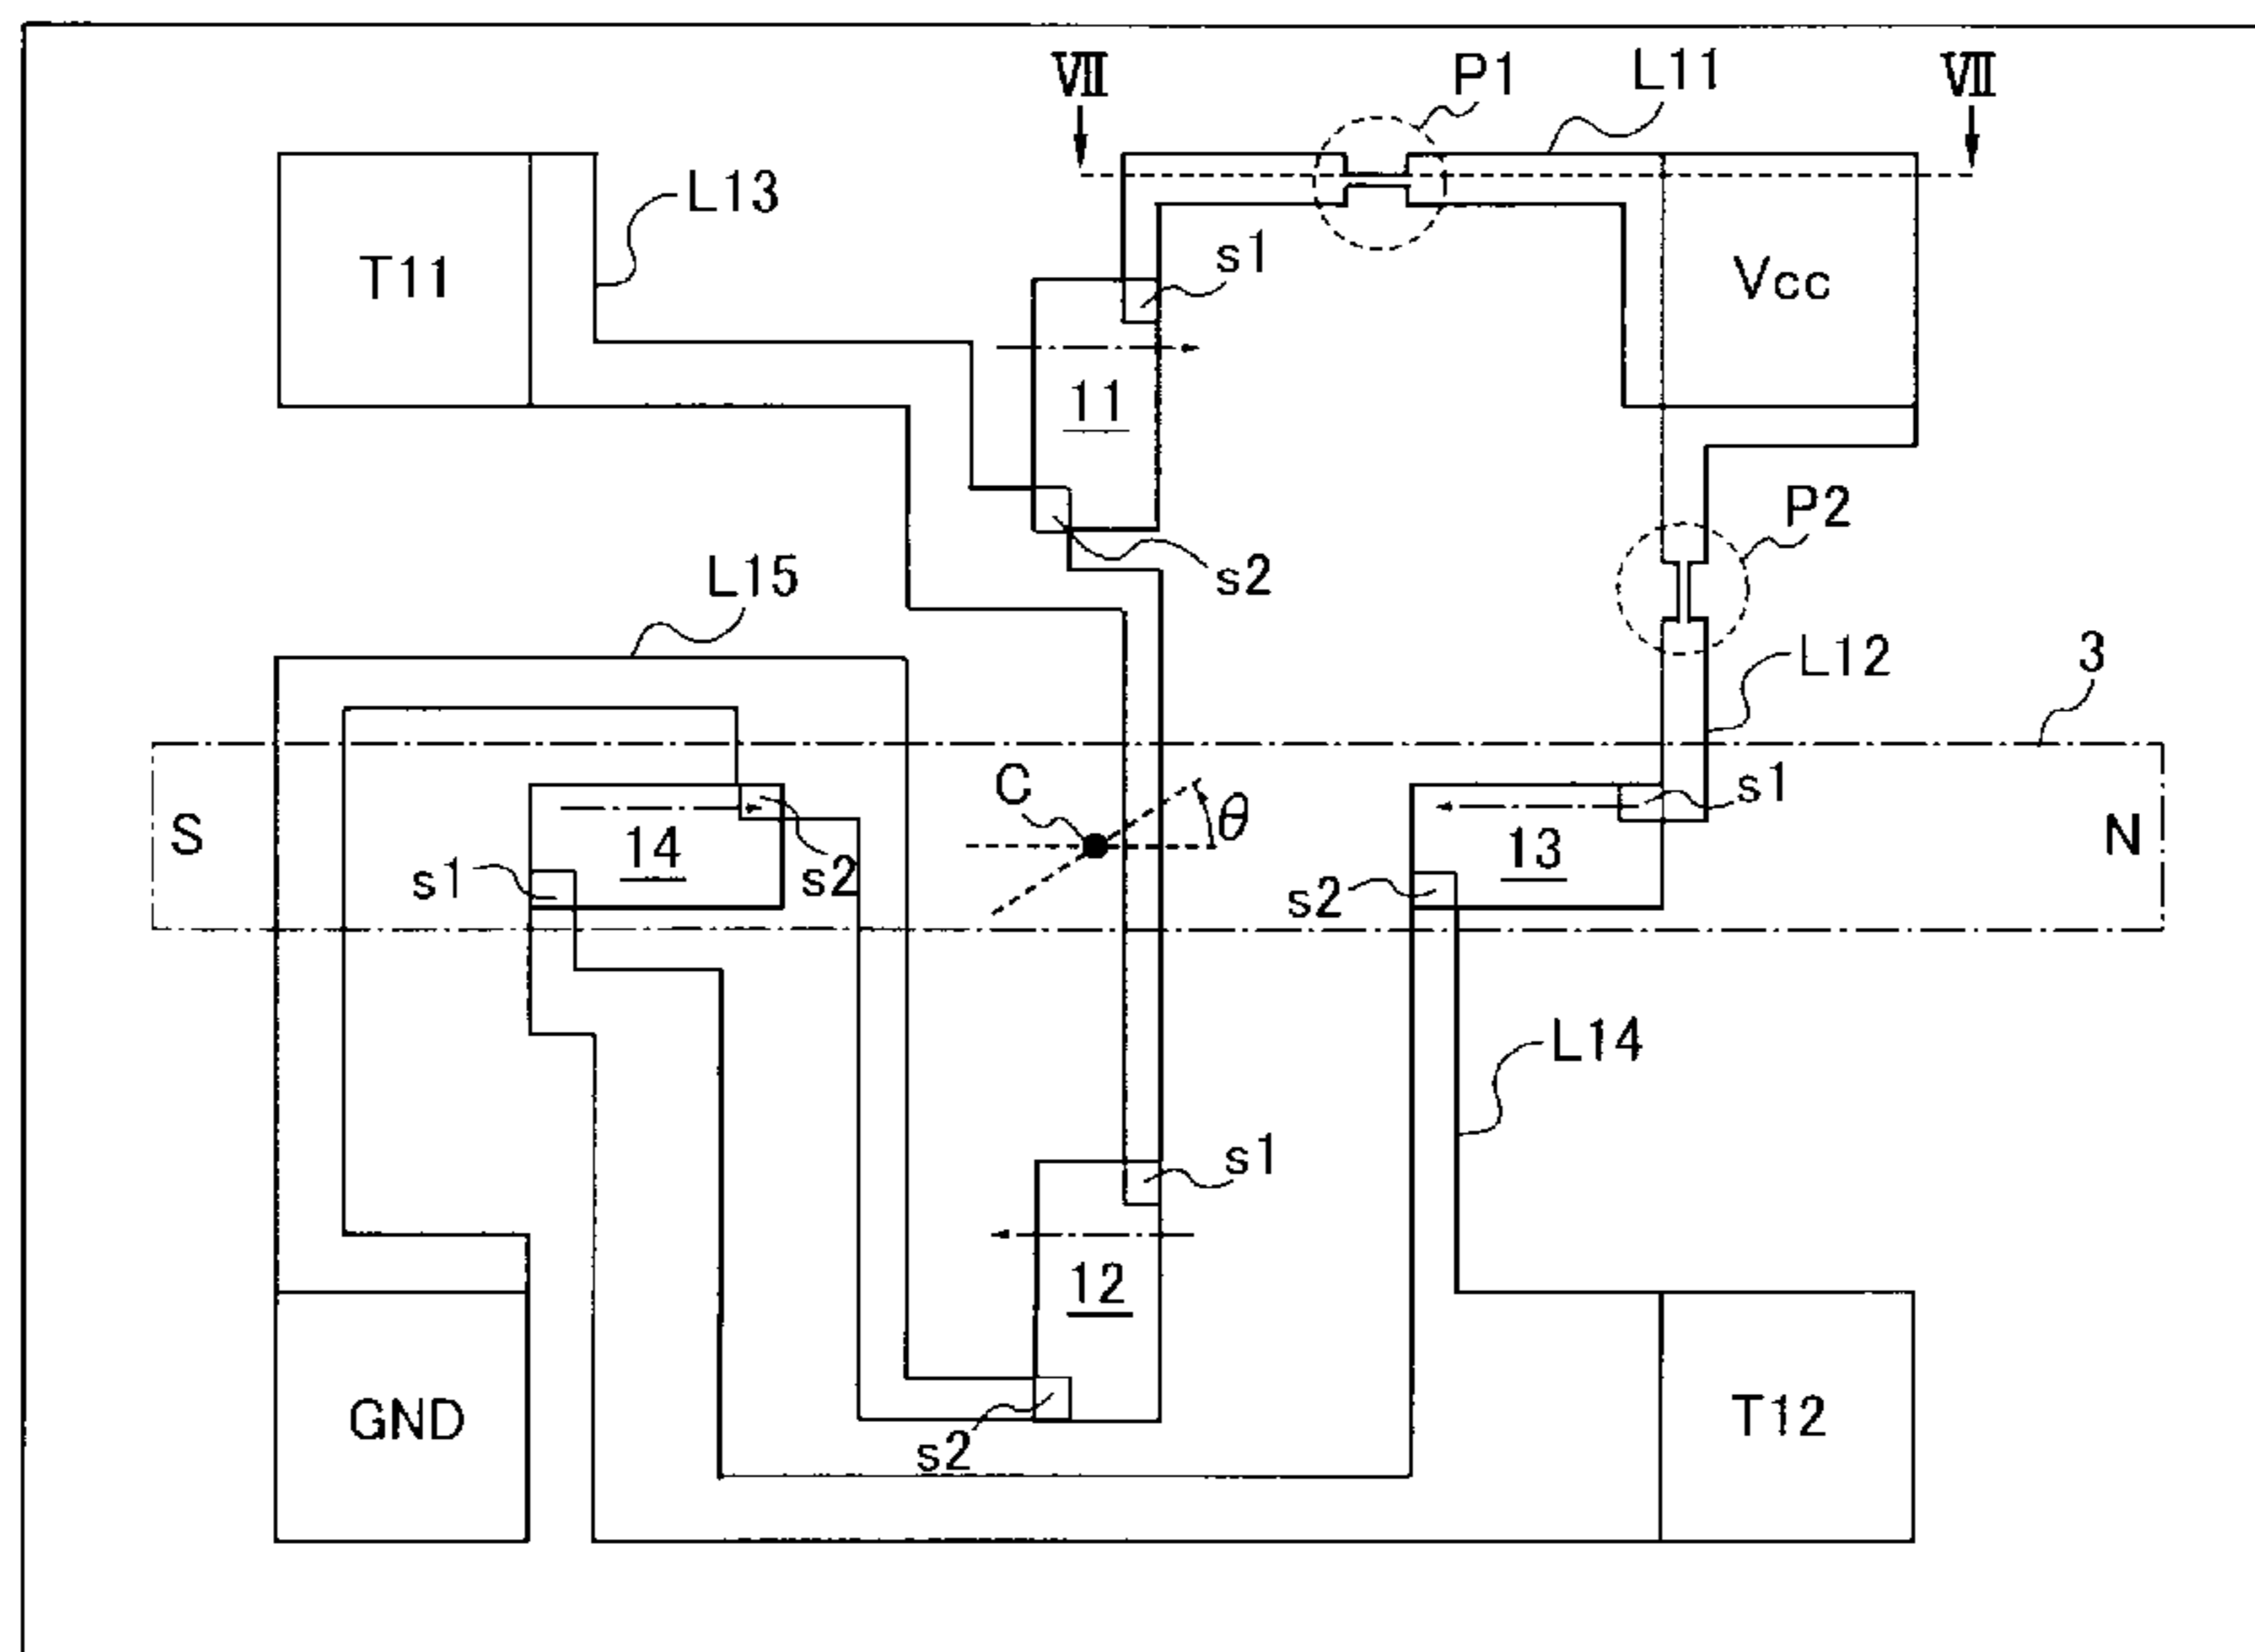 Ⅶ P1 L11 Ⅶ
L13
T11 s1 Vcc
11
P2
L15 s2
L12 3
C θ s1
S 14 13 N
s1 s2 s2
L14
s1
12
GND T12
s2